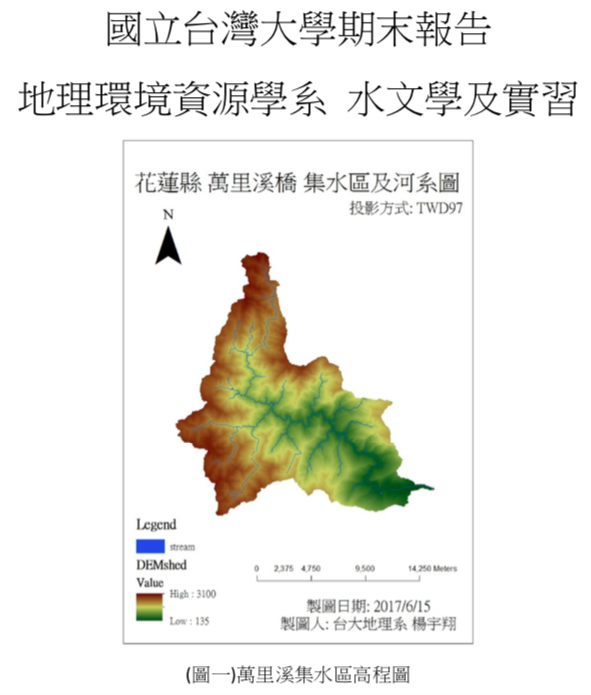 國立台灣大學期末報告
地理環境資源學系 水文學及實習
花蓮縣 萬里溪橋 集水區及河系圖
投影方式: TWD97
N
Legend
stream
DEMshed
Value
High : 3100
Low : 135
0 2,375 4,750 9,500 14,250 Meters
製圖日期: 2017/6/15
製圖人: 台大地理系 楊宇翔
(圖一)萬里溪集水區高程圖